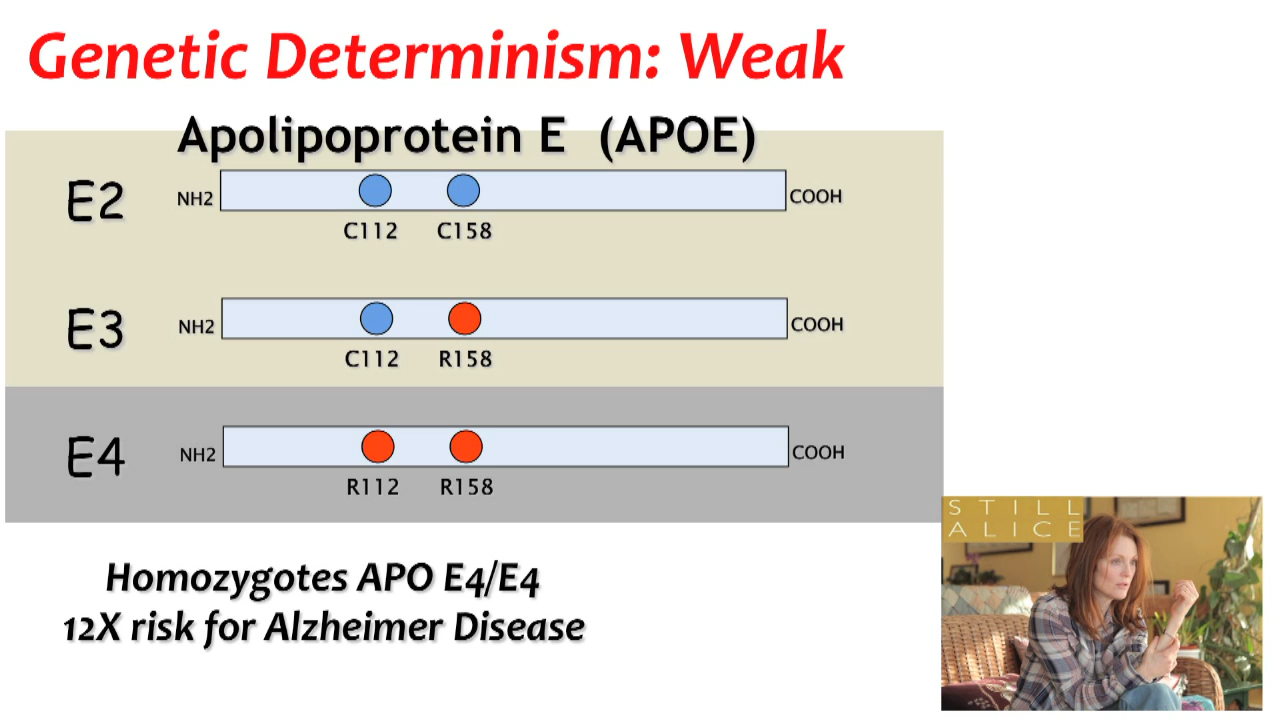 Genetic Determinism: Weak
Apolipoprotein E (APOE)
E2
NH2
COOH
C112 C158
E3
NH2
COOH
C112 R158
E4
NH2
COOH
R112 R158
STILL
ALICE
Homozygotes APO E4/E4
12X risk for Alzheimer Disease